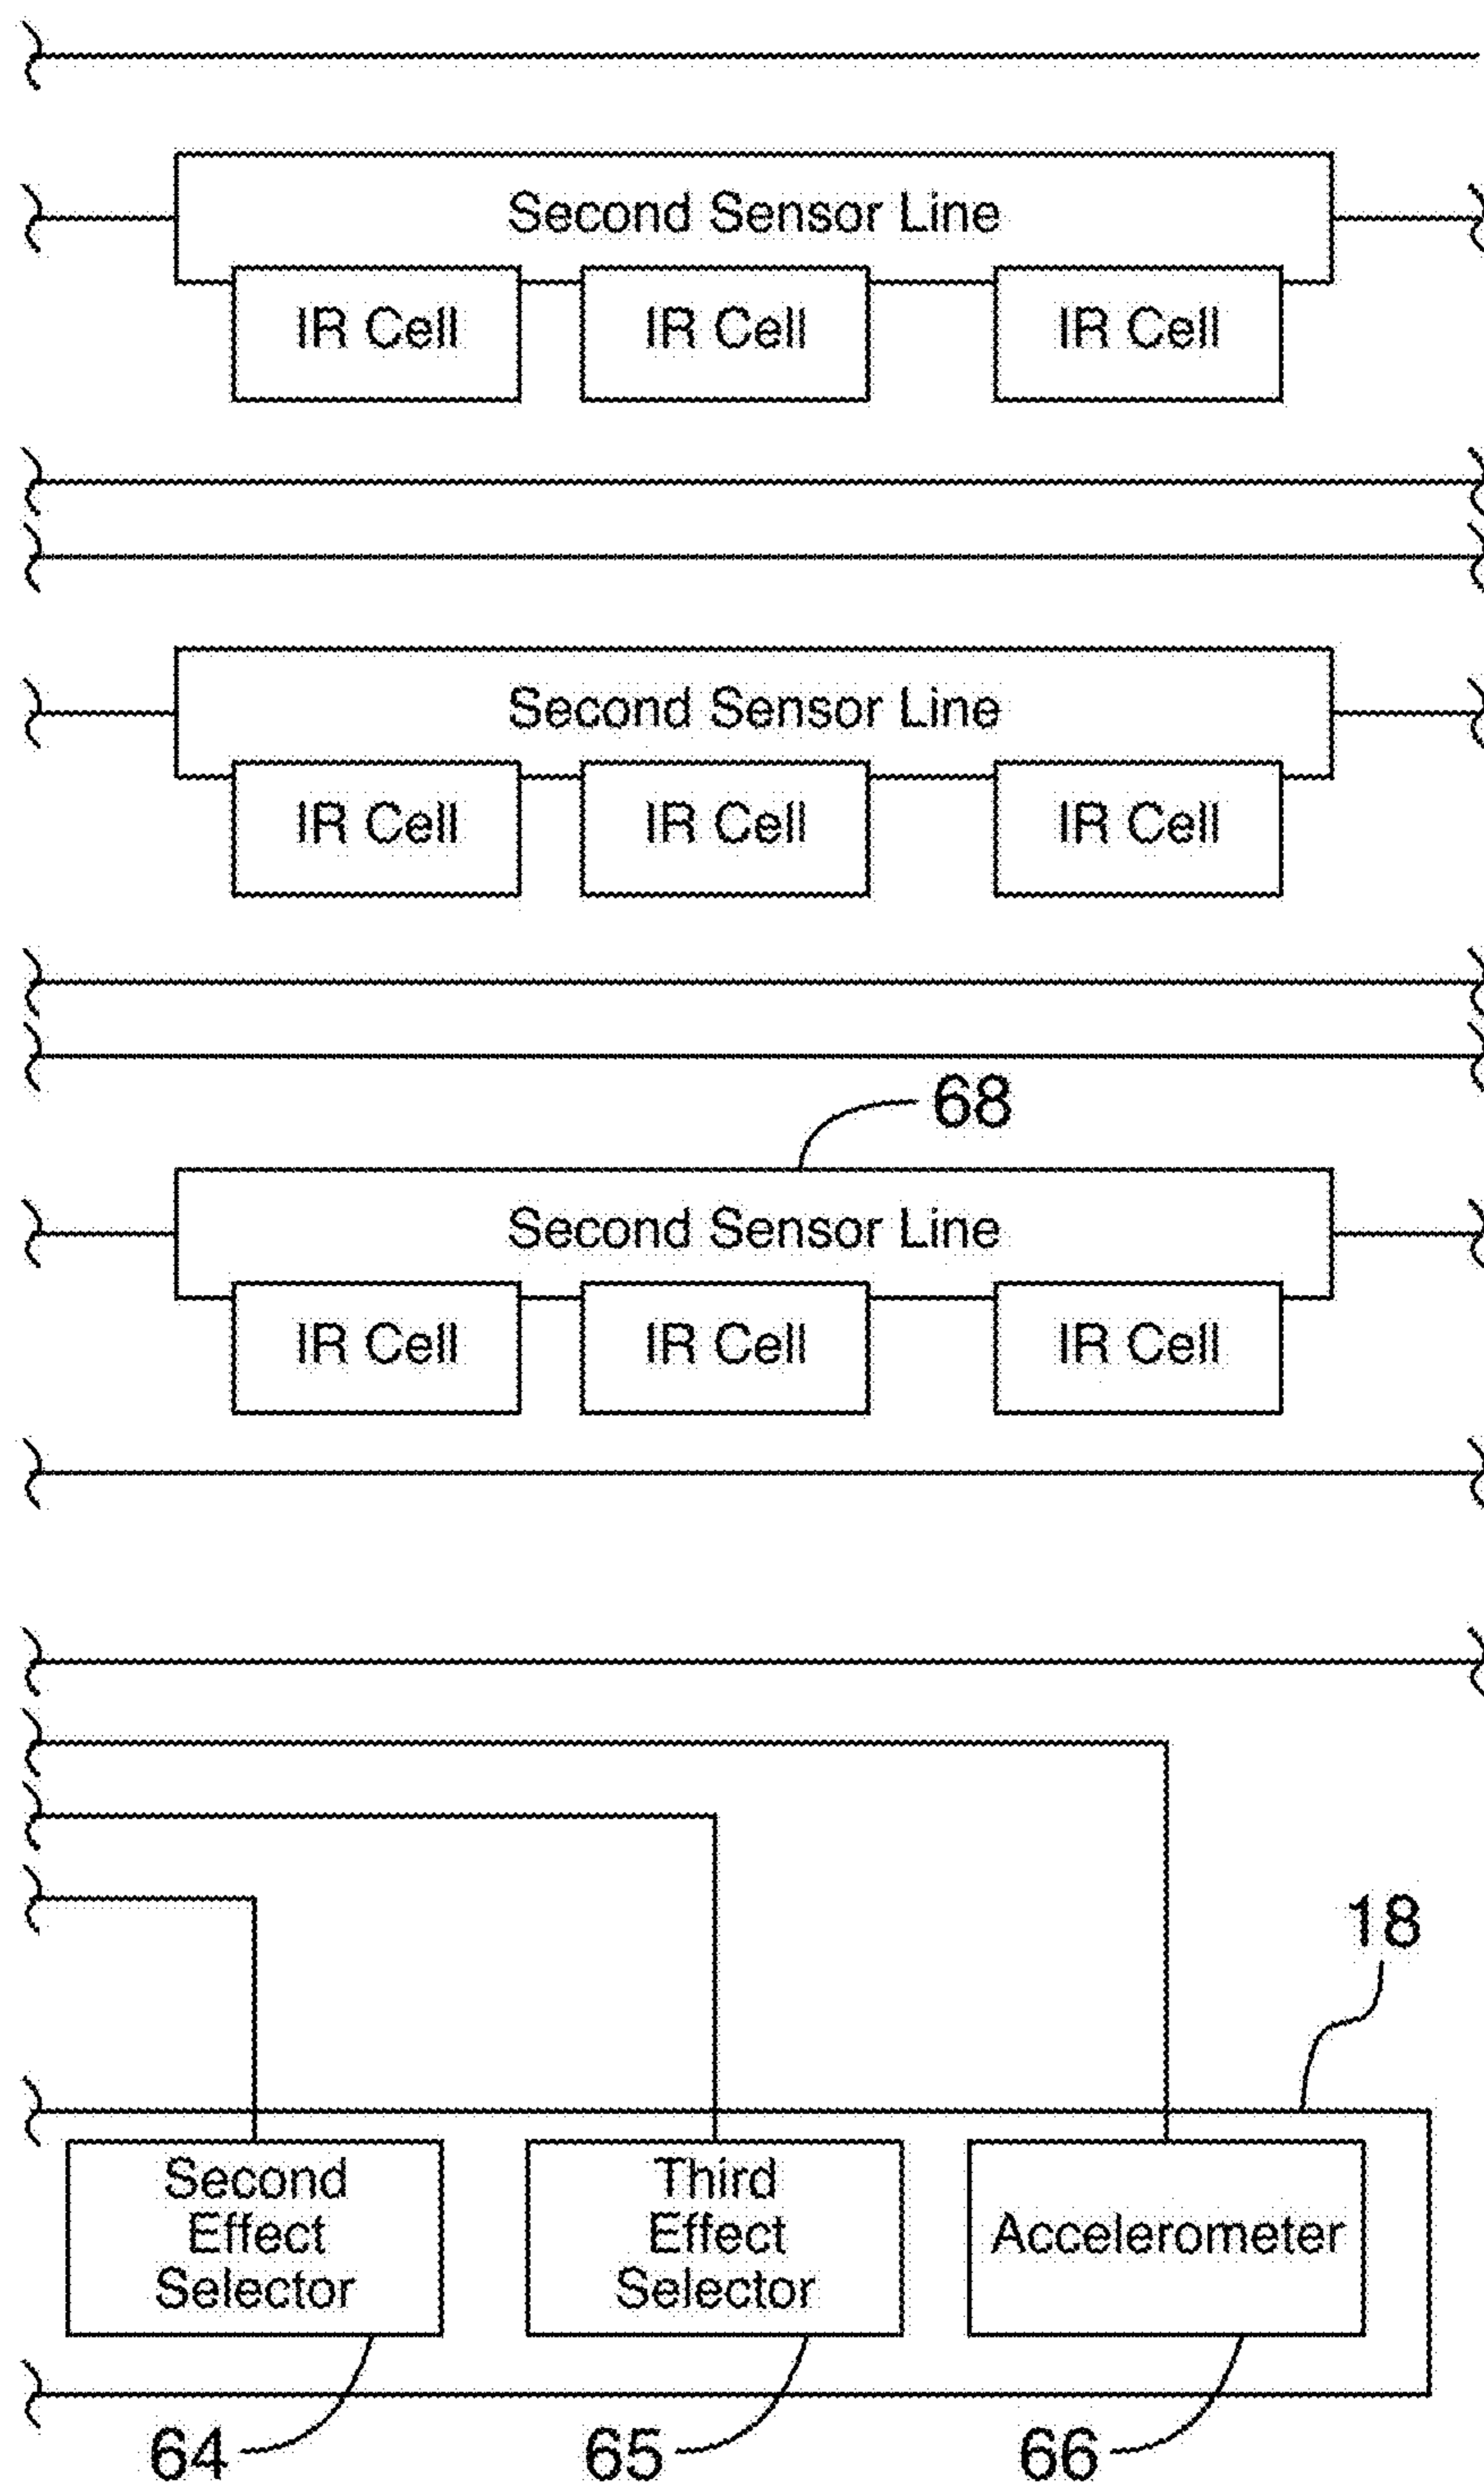 Second Sensor Line
IR Cell IR Cell IR Cell
Second Sensor Line
IR Cell IR Cell IR Cell
68
Second Sensor Line
IR Cell IR Cell IR Cell
18
Second
Effect
Selector
Third
Effect
Selector
Accelerometer
64 65 66